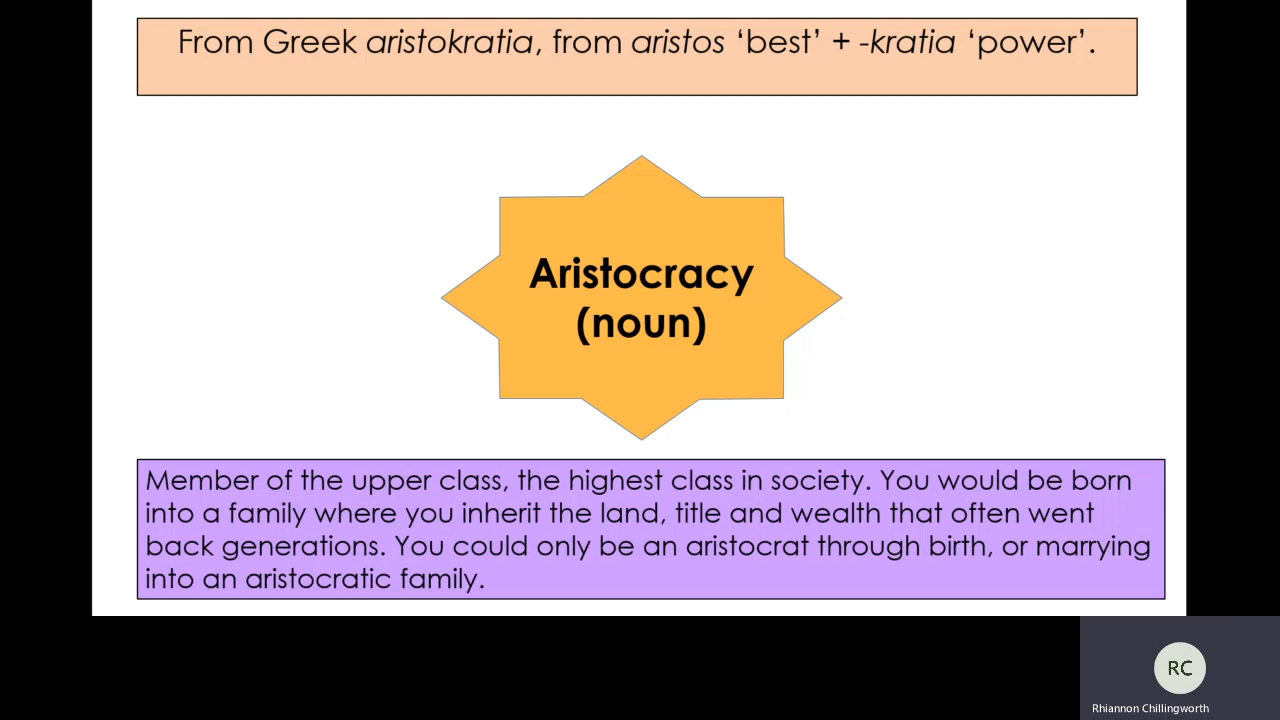 From Greek aristokratia, from aristos ‘best’ + -kratia ‘power’.
Aristocracy
(noun)
Member of the upper class, the highest class in society. You would be born
into a family where you inherit the land, title and wealth that often went
back generations. You could only be an aristocrat through birth, or marrying
into an aristocratic family.
RC
Rhiannon Chillingworth